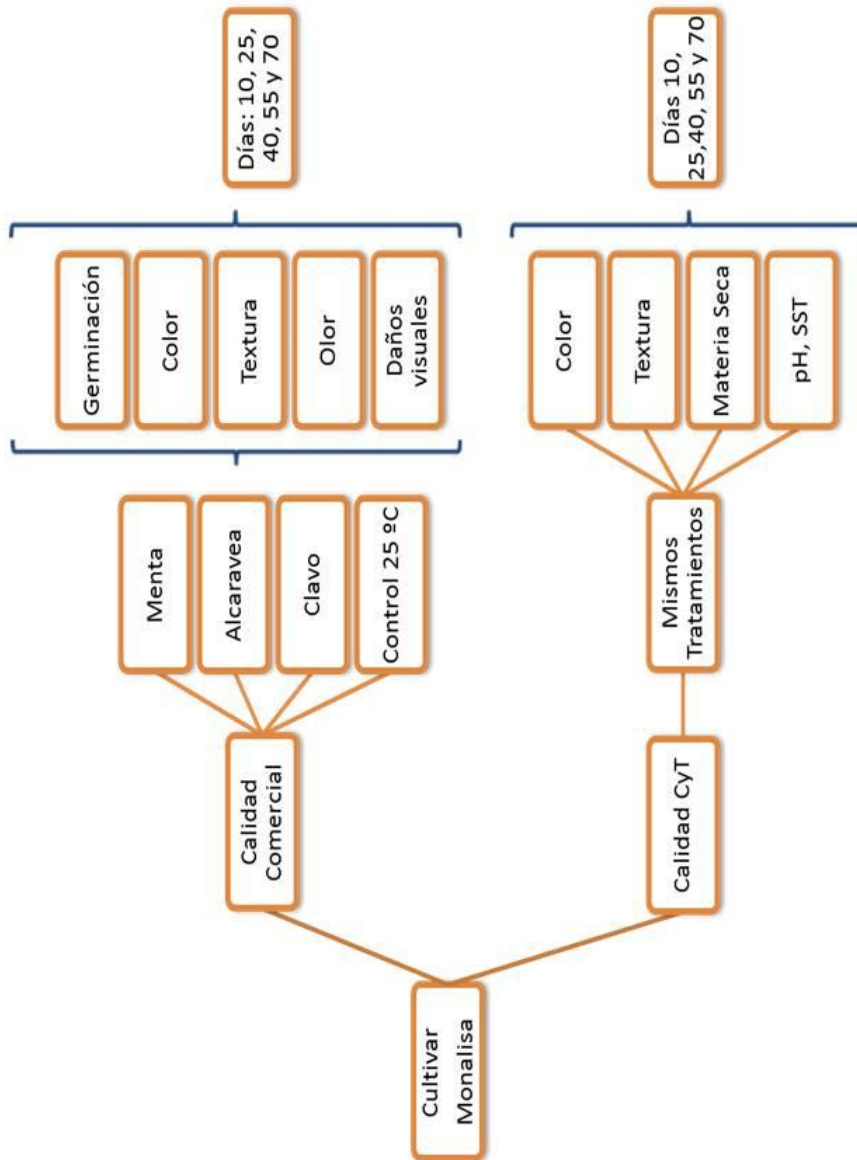 Cultivar
Monalisa
Calidad
Comercial
Menta
Alcaravea
Clavo
Control 25 ºC
Germinación
Color
Textura
Olor
Daños
visuales
Días: 10, 25,
40, 55 y 70
Calidad CyT
Mismos
Tratamientos
Color
Textura
Materia Seca
pH, SST
Días 10,
25,40, 55 y 70